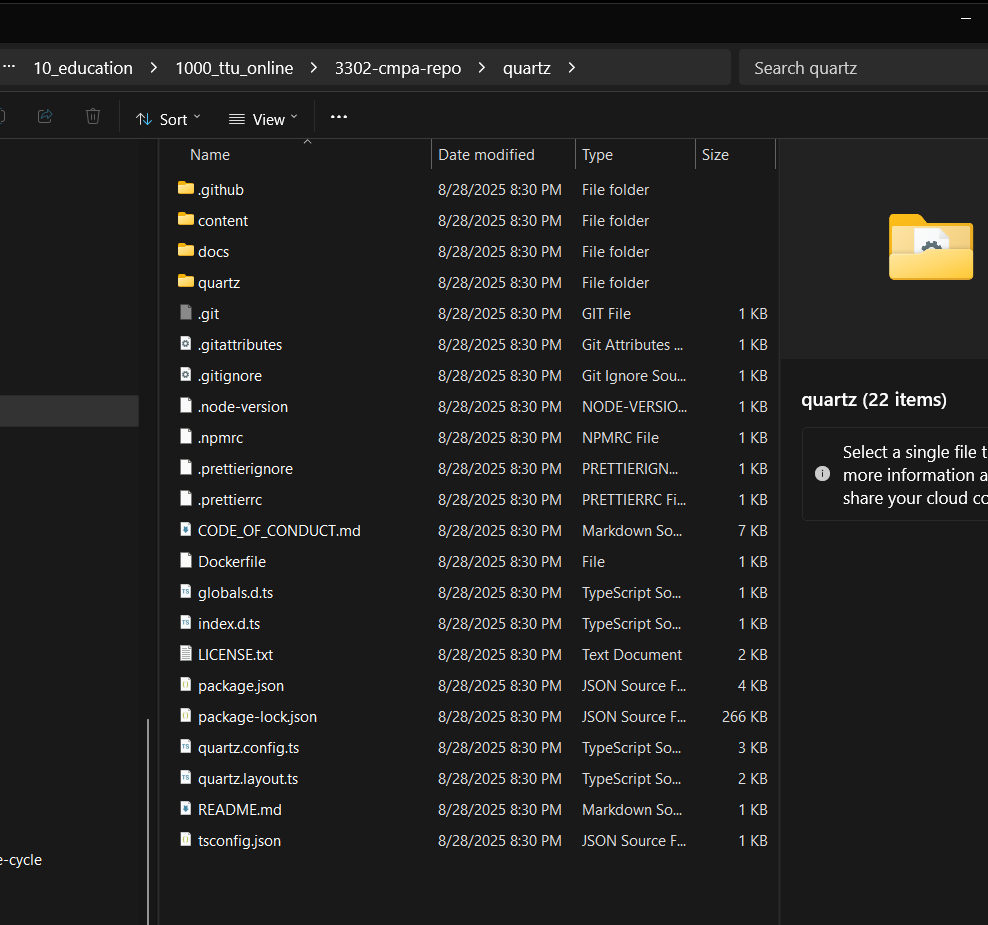 ··· 10_education > 1000_ttu_online > 3302-cmpa-repo > quartz > Search quartz
Sort View ···
Name Date modified Type Size
.github 8/28/2025 8:30 PM File folder
content 8/28/2025 8:30 PM File folder
docs 8/28/2025 8:30 PM File folder
quartz 8/28/2025 8:30 PM File folder
.git 8/28/2025 8:30 PM GIT File 1 KB
.gitattributes 8/28/2025 8:30 PM Git Attributes ... 1 KB
.gitignore 8/28/2025 8:30 PM Git Ignore Sou... 1 KB
.node-version 8/28/2025 8:30 PM NODE-VERSIO... 1 KB
.npmrc 8/28/2025 8:30 PM NPMRC File 1 KB
.prettierignore 8/28/2025 8:30 PM PRETTIERIGN... 1 KB
.prettierrc 8/28/2025 8:30 PM PRETTIERRC Fi... 1 KB
CODE_OF_CONDUCT.md 8/28/2025 8:30 PM Markdown So... 7 KB
Dockerfile 8/28/2025 8:30 PM File 1 KB
globals.d.ts 8/28/2025 8:30 PM TypeScript So... 1 KB
index.d.ts 8/28/2025 8:30 PM TypeScript So... 1 KB
LICENSE.txt 8/28/2025 8:30 PM Text Document 2 KB
package.json 8/28/2025 8:30 PM JSON Source F... 4 KB
package-lock.json 8/28/2025 8:30 PM JSON Source F... 266 KB
quartz.config.ts 8/28/2025 8:30 PM TypeScript So... 3 KB
quartz.layout.ts 8/28/2025 8:30 PM TypeScript So... 2 KB
README.md 8/28/2025 8:30 PM Markdown So... 1 KB
tsconfig.json 8/28/2025 8:30 PM JSON Source F... 1 KB
e-cycle
quartz (22 items)
Select a single file t
more information a
share your cloud co